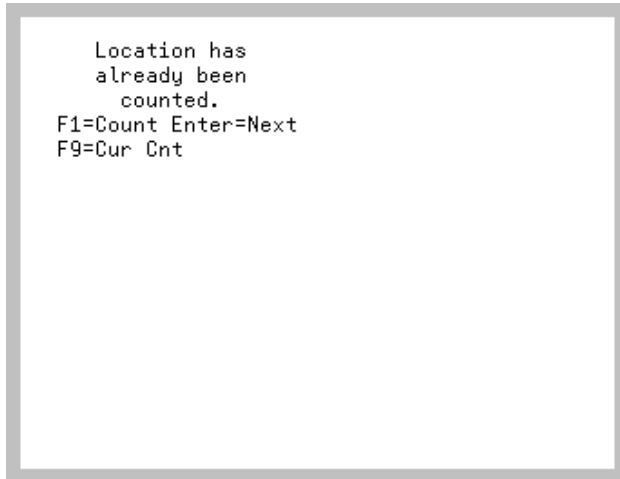 Location has
already been
counted.
F1=Count Enter=Next
F9=Cur Cnt